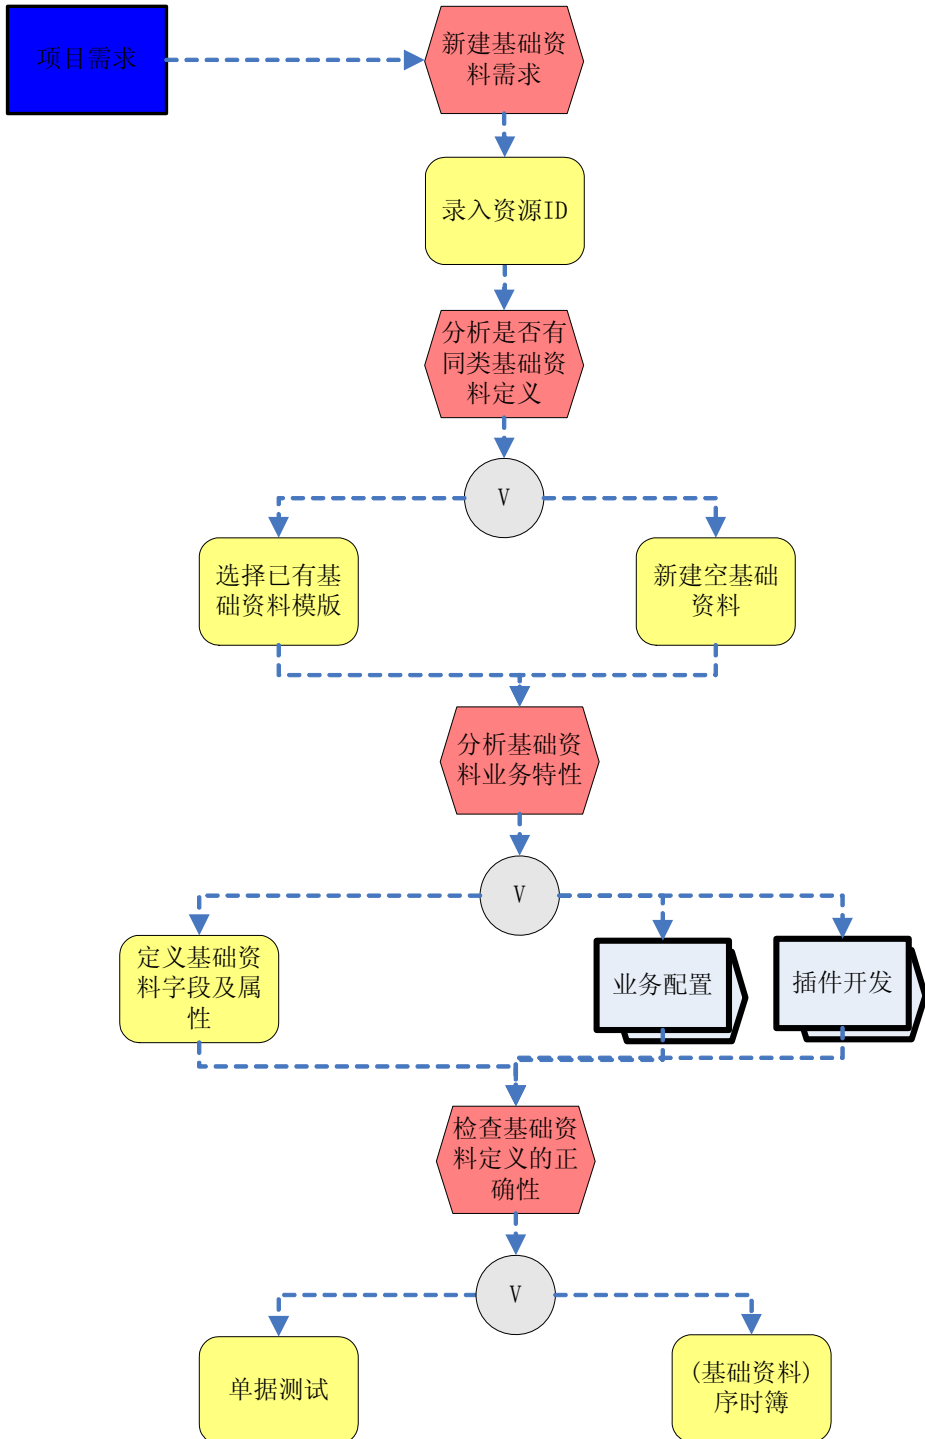 项目需求
新建基础资
料需求
录入资源ID
分析是否有
同类基础资
料定义
V
选择已有基
础资料模版
新建空基础
资料
分析基础资
料业务特性
V
定义基础资
料字段及属
性
业务配置
插件开发
检查基础资
料定义的正
确性
V
单据测试
(基础资料)
序时簿